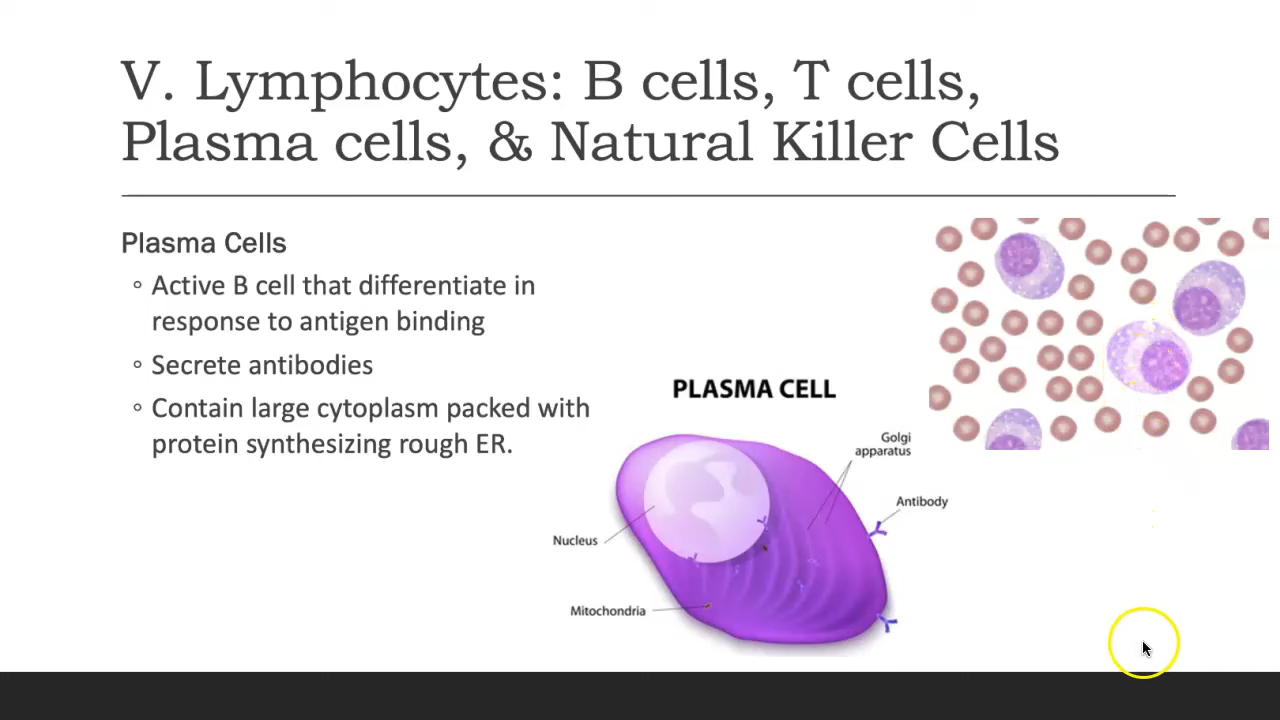 V. Lymphocytes: B cells, T cells,
Plasma cells, & Natural Killer Cells
Plasma Cells
◦ Active B cell that differentiate in
response to antigen binding
◦ Secrete antibodies
◦ Contain large cytoplasm packed with
protein synthesizing rough ER.
PLASMA CELL
Golgi
apparatus
Antibody
Nucleus
Mitochondria